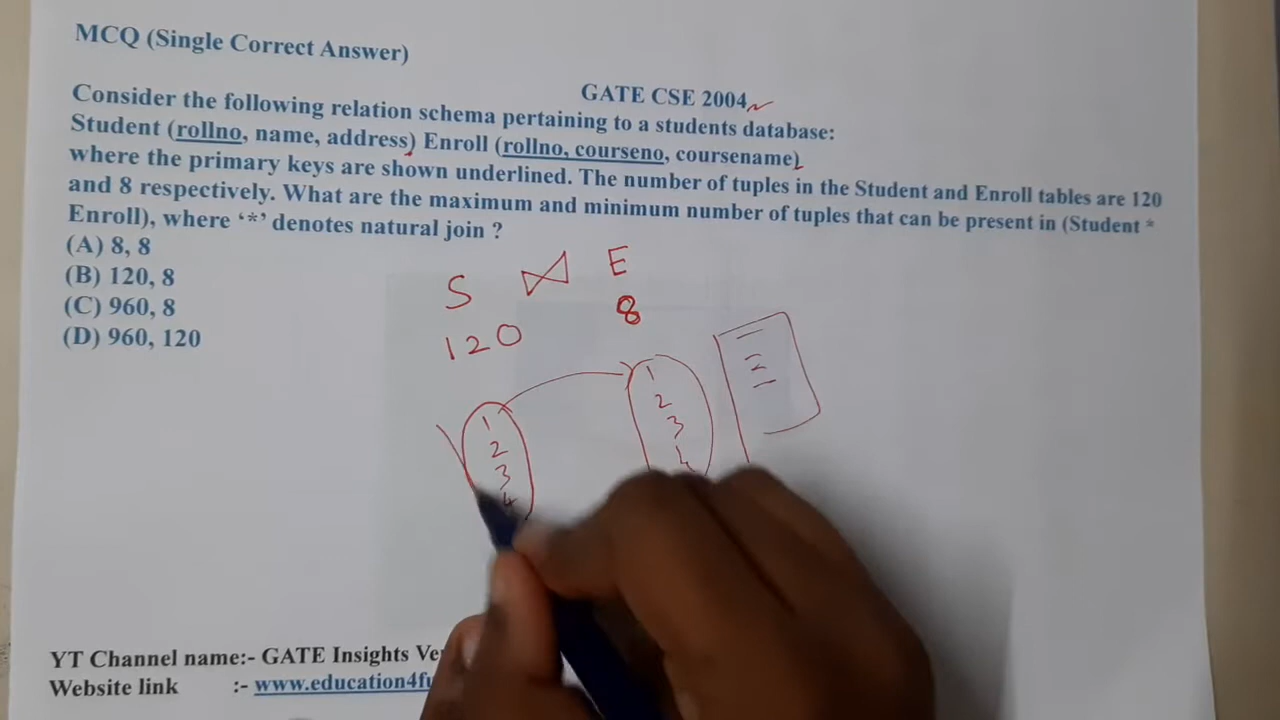 MCQ (Single Correct Answer)
GATE CSE 2004
Consider the following relation schema pertaining to a students database:
Student (rollno, name, address) Enroll (rollno, courseno, coursename)
where the primary keys are shown underlined. The number of tuples in the Student and Enroll tables are 120
and 8 respectively. What are the maximum and minimum number of tuples that can be present in (Student *
Enroll), where ‘*’ denotes natural join ?
(A) 8, 8
(B) 120, 8
(C) 960, 8
(D) 960, 120
S ⋈ E
120 8
1 1
2 2
3 3
4 4
YT Channel name:- GATE Insights Ve
Website link :- www.education4fu